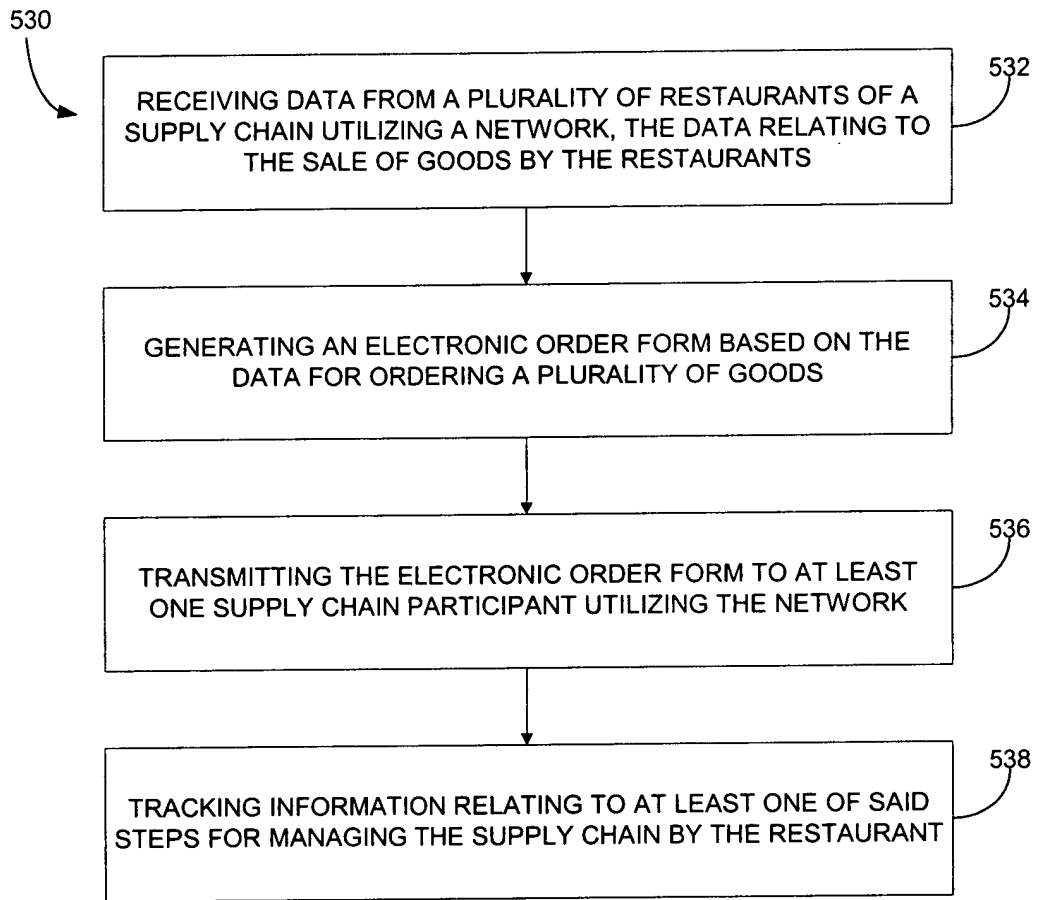 530
532
RECEIVING DATA FROM A PLURALITY OF RESTAURANTS OF A
SUPPLY CHAIN UTILIZING A NETWORK, THE DATA RELATING TO
THE SALE OF GOODS BY THE RESTAURANTS
534
GENERATING AN ELECTRONIC ORDER FORM BASED ON THE
DATA FOR ORDERING A PLURALITY OF GOODS
536
TRANSMITTING THE ELECTRONIC ORDER FORM TO AT LEAST
ONE SUPPLY CHAIN PARTICIPANT UTILIZING THE NETWORK
538
TRACKING INFORMATION RELATING TO AT LEAST ONE OF SAID
STEPS FOR MANAGING THE SUPPLY CHAIN BY THE RESTAURANT